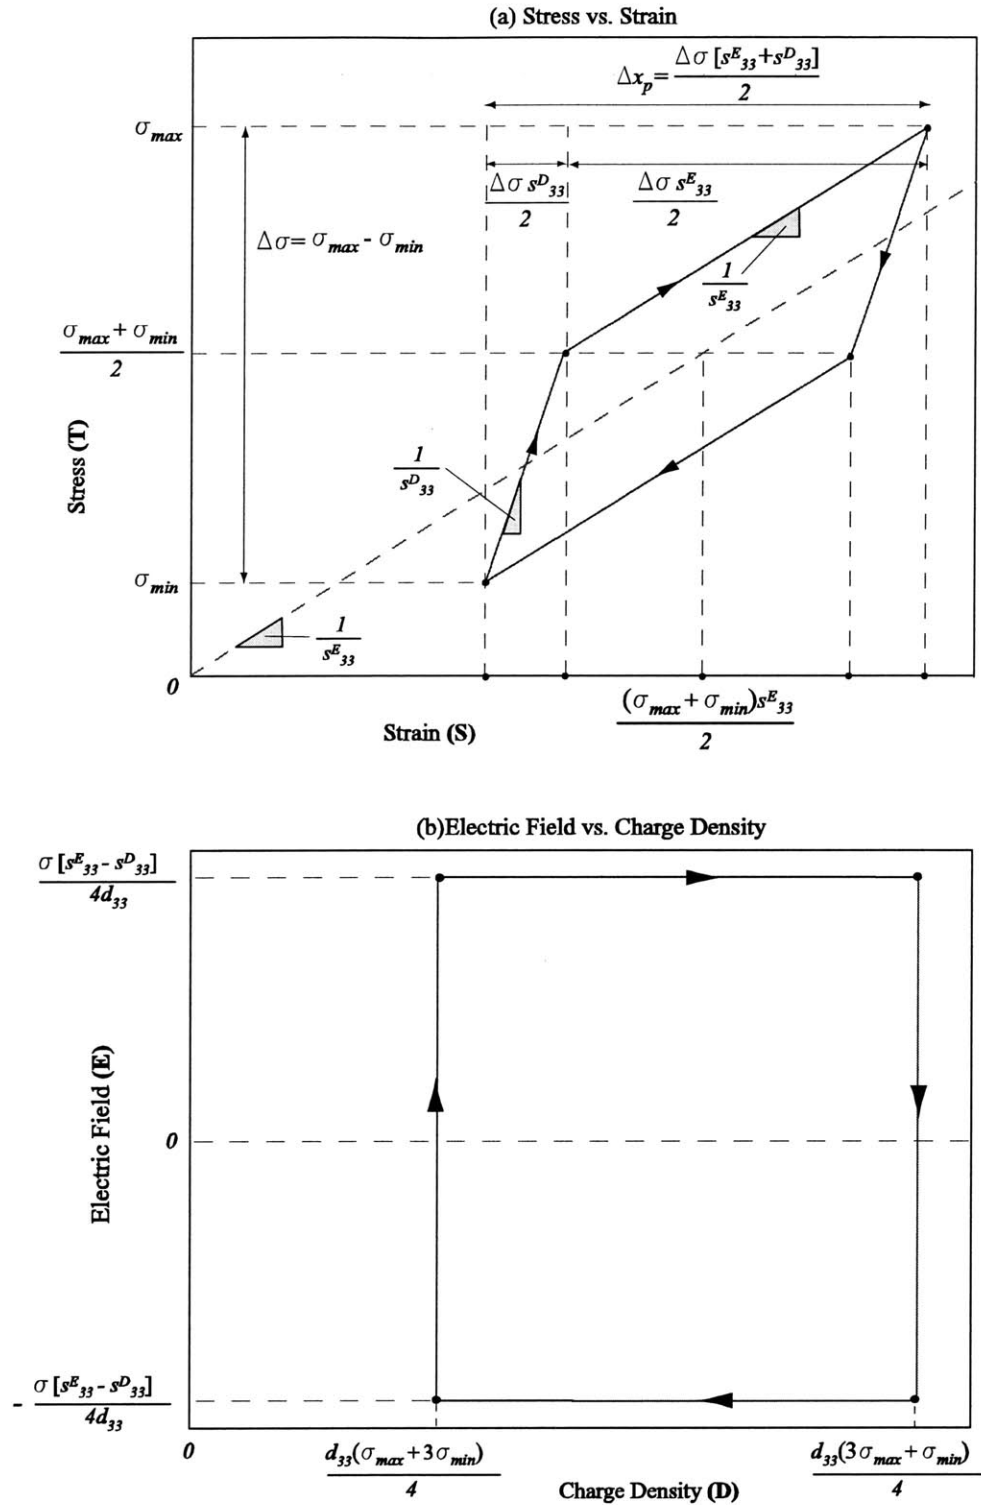 (a) Stress vs. Strain
Δx_p = Δσ [s^E_33 + s^D_33] / 2
σ_max
Δσ s^D_33 / 2
Δσ s^E_33 / 2
Δσ = σ_max - σ_min
1 / s^E_33
σ_max + σ_min / 2
Stress (T)
1 / s^D_33
σ_min
1 / s^E_33
0
(σ_max + σ_min)s^E_33 / 2
Strain (S)
(b)Electric Field vs. Charge Density
σ [s^E_33 - s^D_33] / 4d_33
Electric Field (E)
0
- σ [s^E_33 - s^D_33] / 4d_33
0
d_33(σ_max + 3σ_min) / 4
d_33(3σ_max + σ_min) / 4
Charge Density (D)